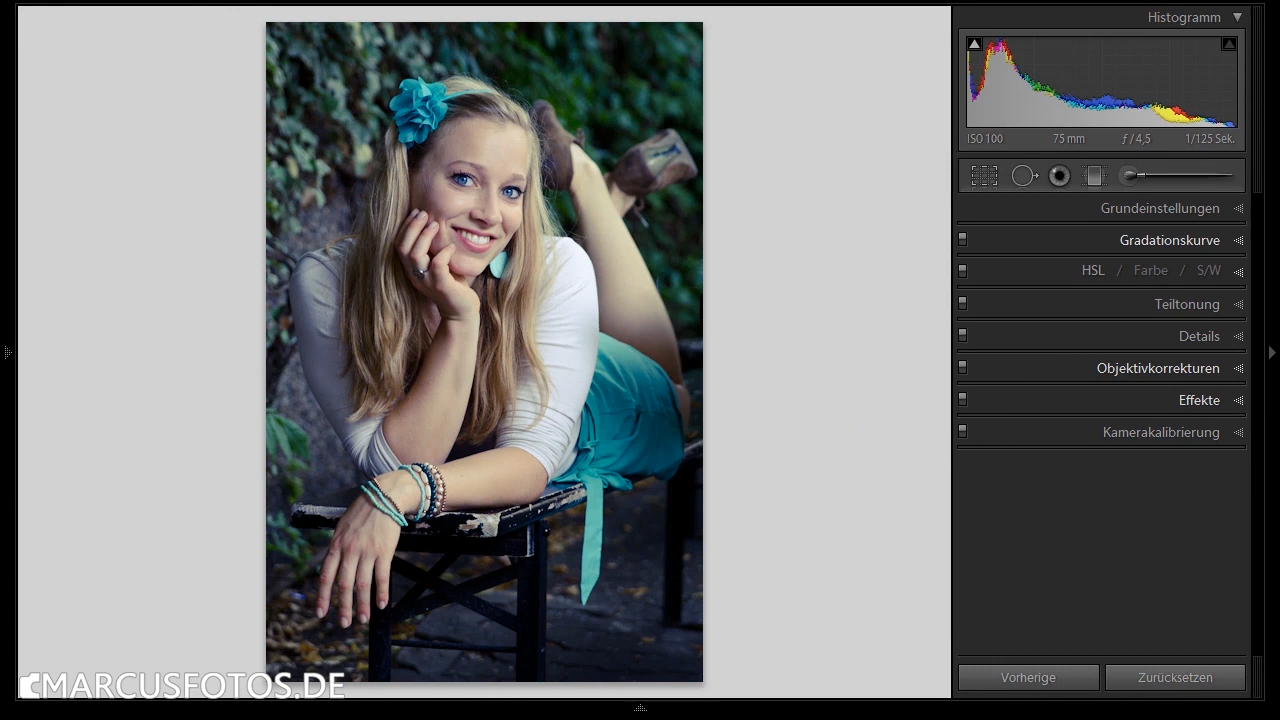 Histogramm
ISO 100 75 mm ƒ / 4,5 1/125 Sek.
Grundeinstellungen
Gradationskurve
HSL / Farbe / S/W
Teiltonung
Details
Objektivkorrekturen
Effekte
Kamerakalibrierung
Vorherige Zurücksetzen
MARCUSFOTOS.DE